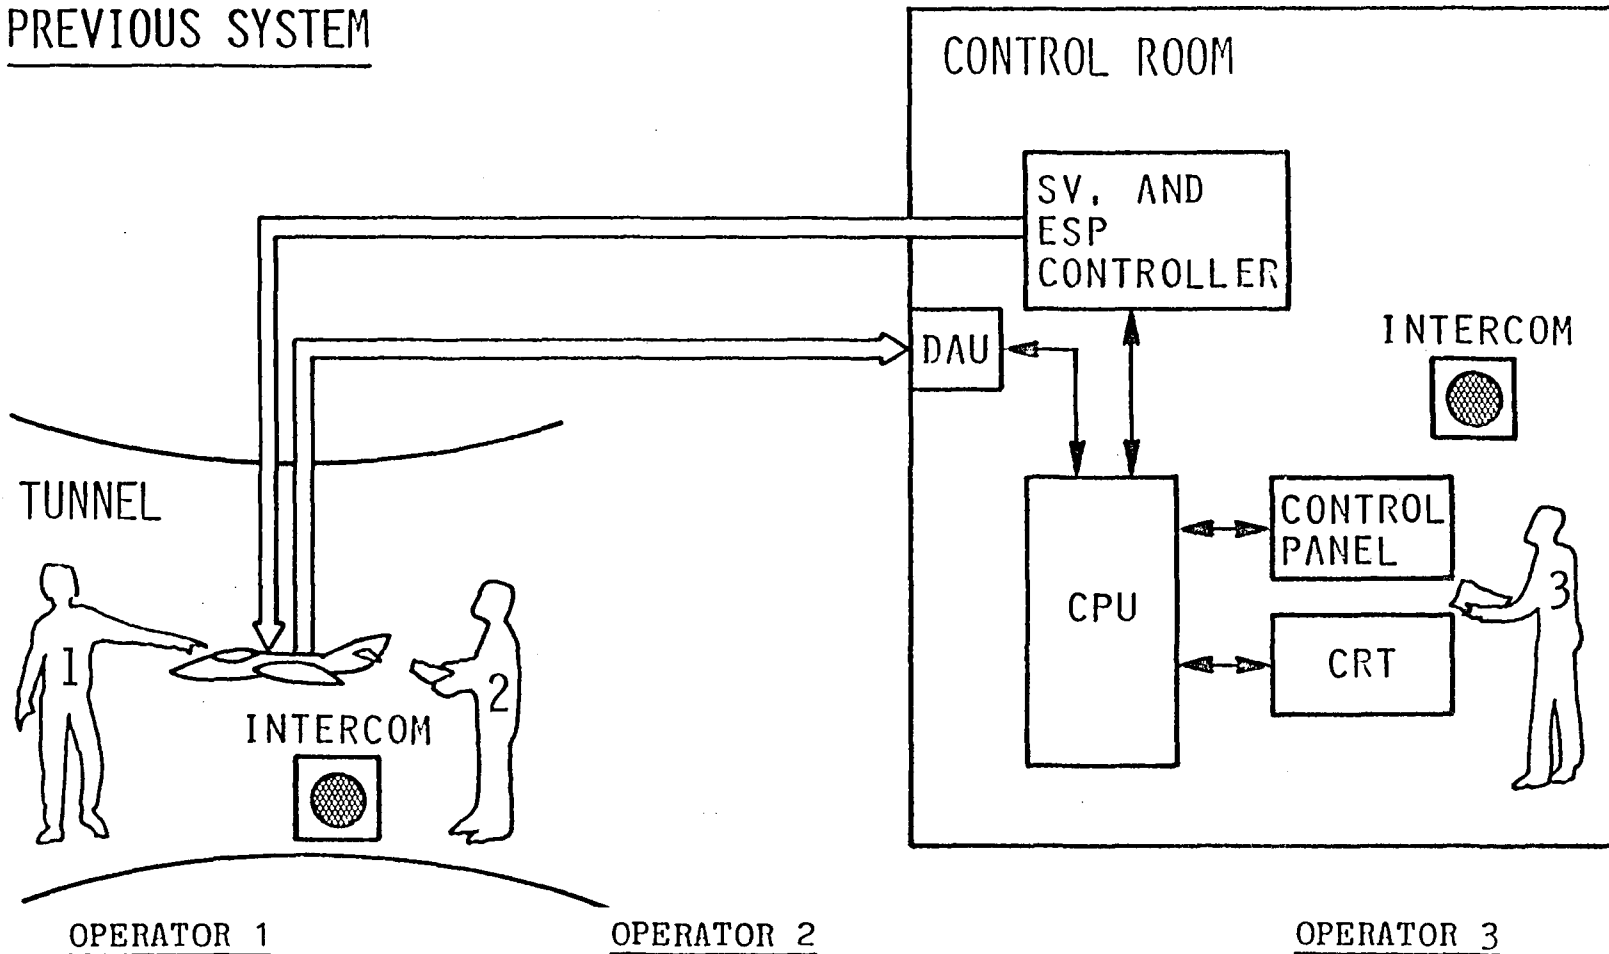 PREVIOUS SYSTEM
CONTROL ROOM
SV. AND
ESP
CONTROLLER
DAU
INTERCOM
TUNNEL
CONTROL
PANEL
CPU
CRT
1
2
3
INTERCOM
OPERATOR 1
OPERATOR 2
OPERATOR 3